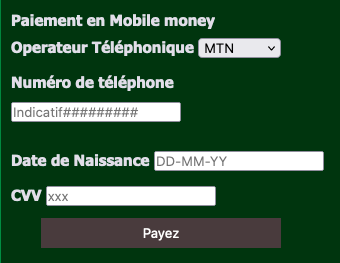 Paiement en Mobile money
Operateur Téléphonique MTN
Numéro de téléphone
Indicatif#########
Date de Naissance DD-MM-YY
CVV xxx
Payez